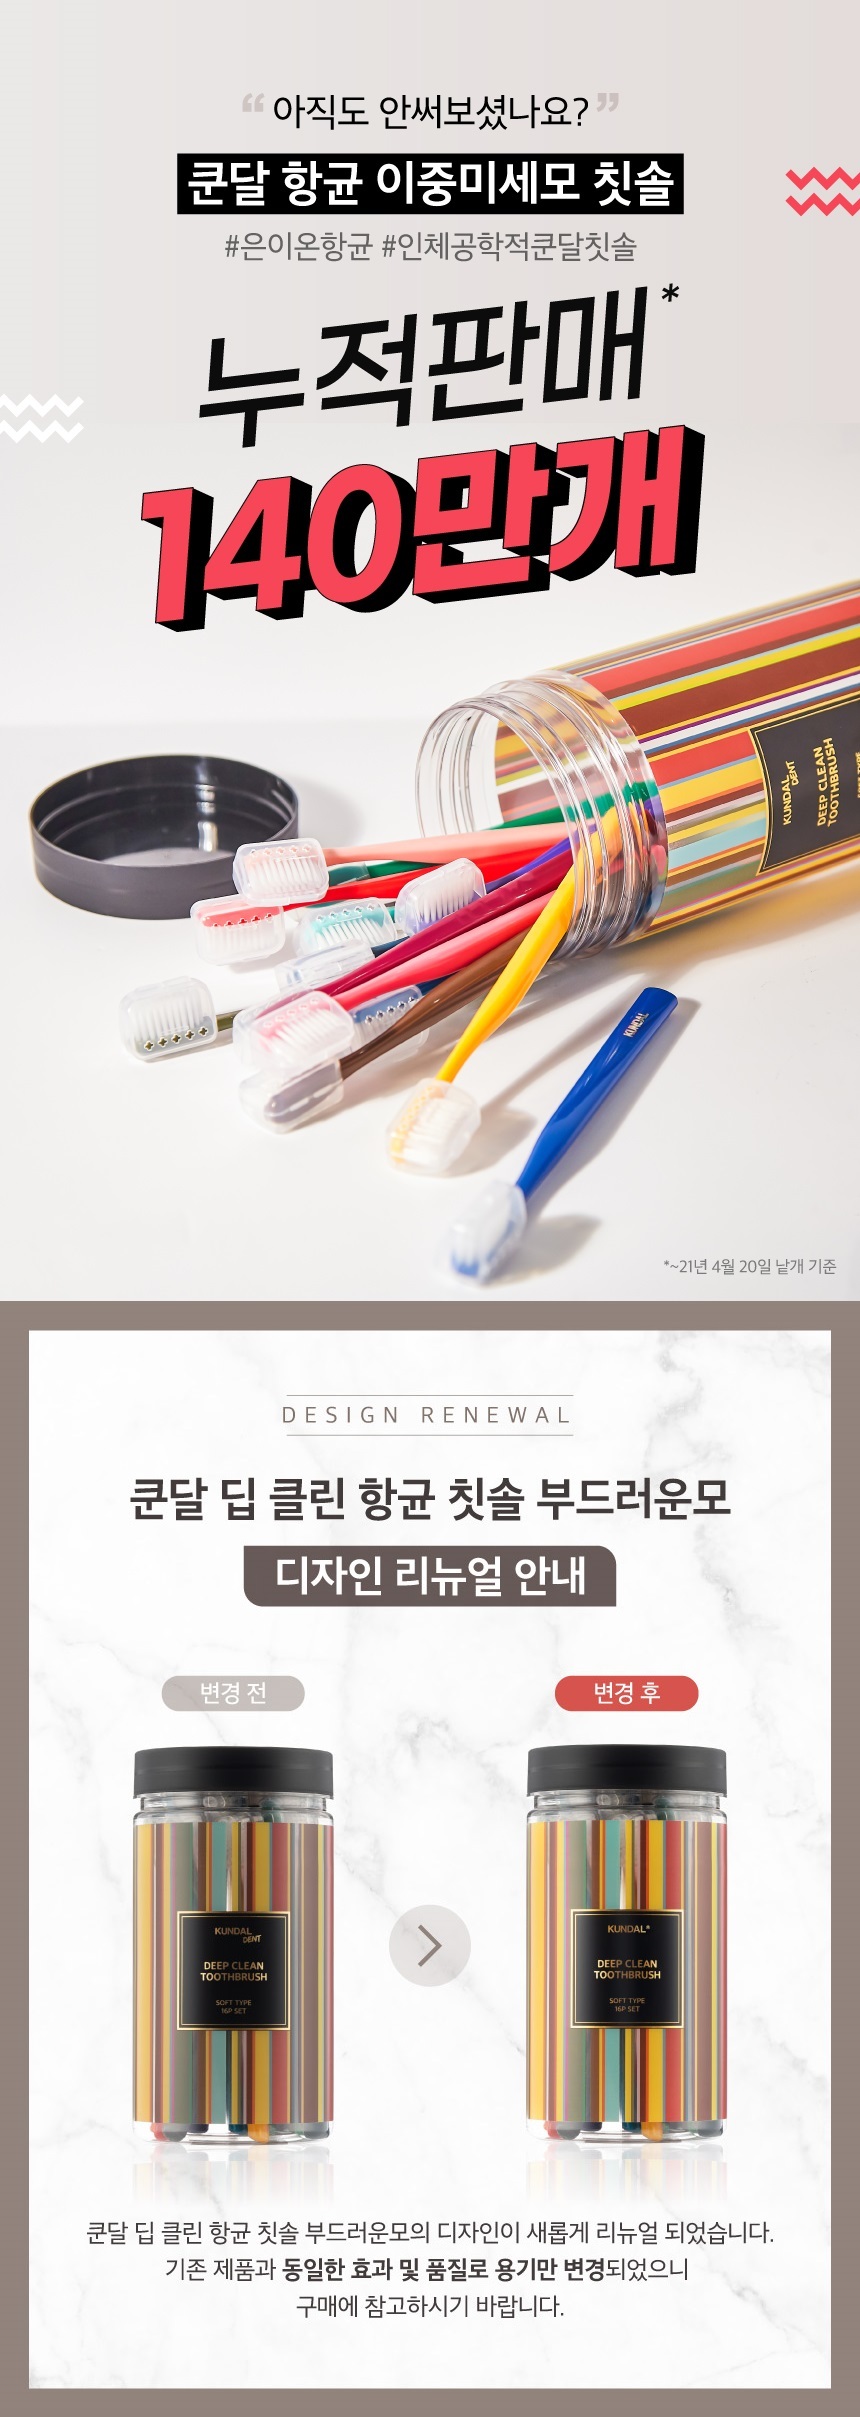 “ 아직도 안써보셨나요? ”
쿤달 항균 이중미세모 칫솔
#은이온항균 #인체공학적쿤달칫솔
누적판매*
140만개
KUNDAL
DENT
DEEP CLEAN
TOOTHBRUSH
KUNDAL
*~21년 4월 20일 낱개 기준
DESIGN RENEWAL
쿤달 딥 클린 항균 칫솔 부드러운모
디자인 리뉴얼 안내
변경 전
변경 후
KUNDAL
DENT
DEEP CLEAN
TOOTHBRUSH
SOFT TYPE
16P SET
KUNDAL*
DEEP CLEAN
TOOTHBRUSH
SOFT TYPE
16P SET
쿤달 딥 클린 항균 칫솔 부드러운모의 디자인이 새롭게 리뉴얼 되었습니다.
기존 제품과 동일한 효과 및 품질로 용기만 변경되었으니
구매에 참고하시기 바랍니다.